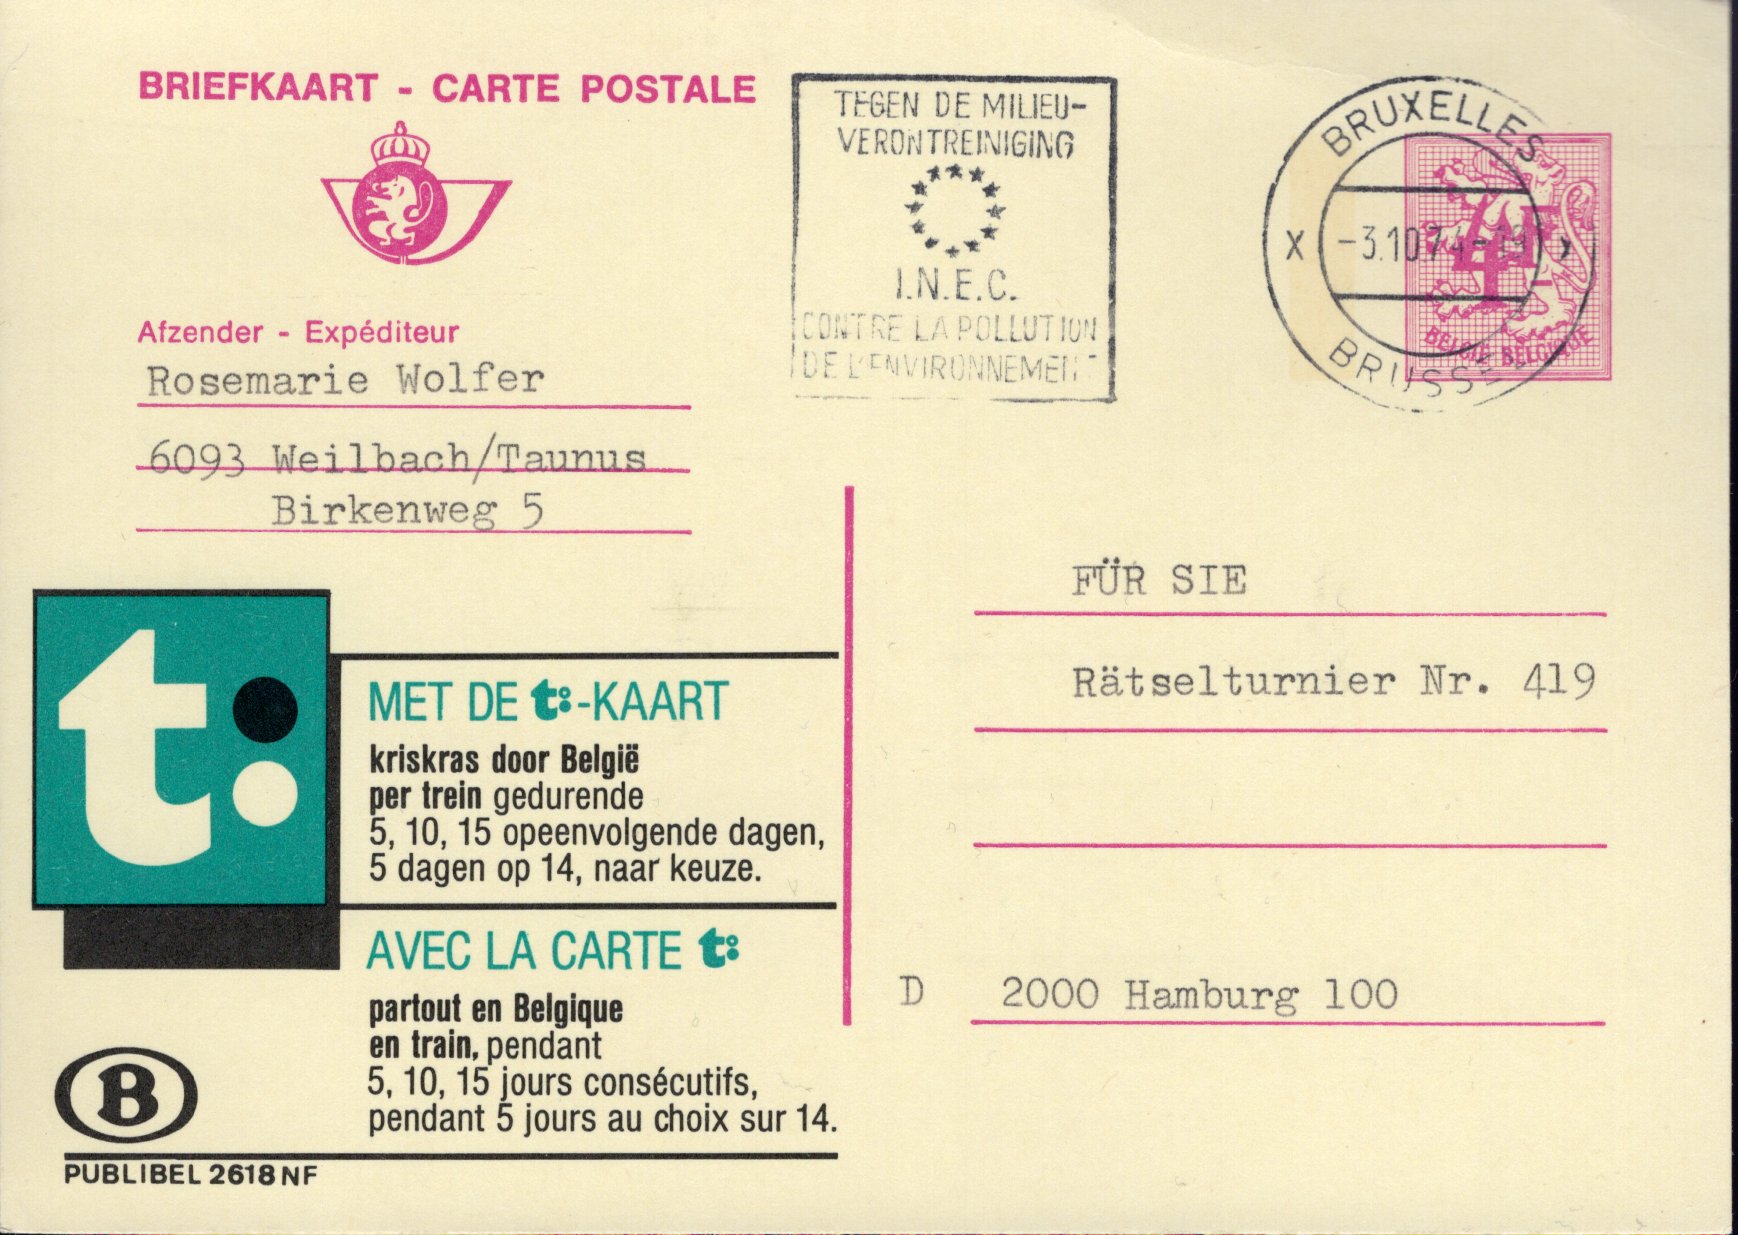 BRIEFKAART - CARTE POSTALE
TEGEN DE MILIEU-
VERONTREINIGING
I.N.E.C.
CONTRE LA POLLUTION
DE L'ENVIRONNEMENT
BRUXELLES
X -3.10 74-19 X
BRUSSEL
4F
BELGIË-BELGIQUE
Afzender - Expéditeur
Rosemarie Wolfer
6093 Weilbach/Taunus
Birkenweg 5
FÜR SIE
Rätselturnier Nr. 419
D 2000 Hamburg 100
t:
MET DE t:-KAART
kriskras door België
per trein gedurende
5, 10, 15 opeenvolgende dagen,
5 dagen op 14, naar keuze.
AVEC LA CARTE t:
partout en Belgique
en train, pendant
5, 10, 15 jours consécutifs,
pendant 5 jours au choix sur 14.
B
PUBLIBEL 2618 NF